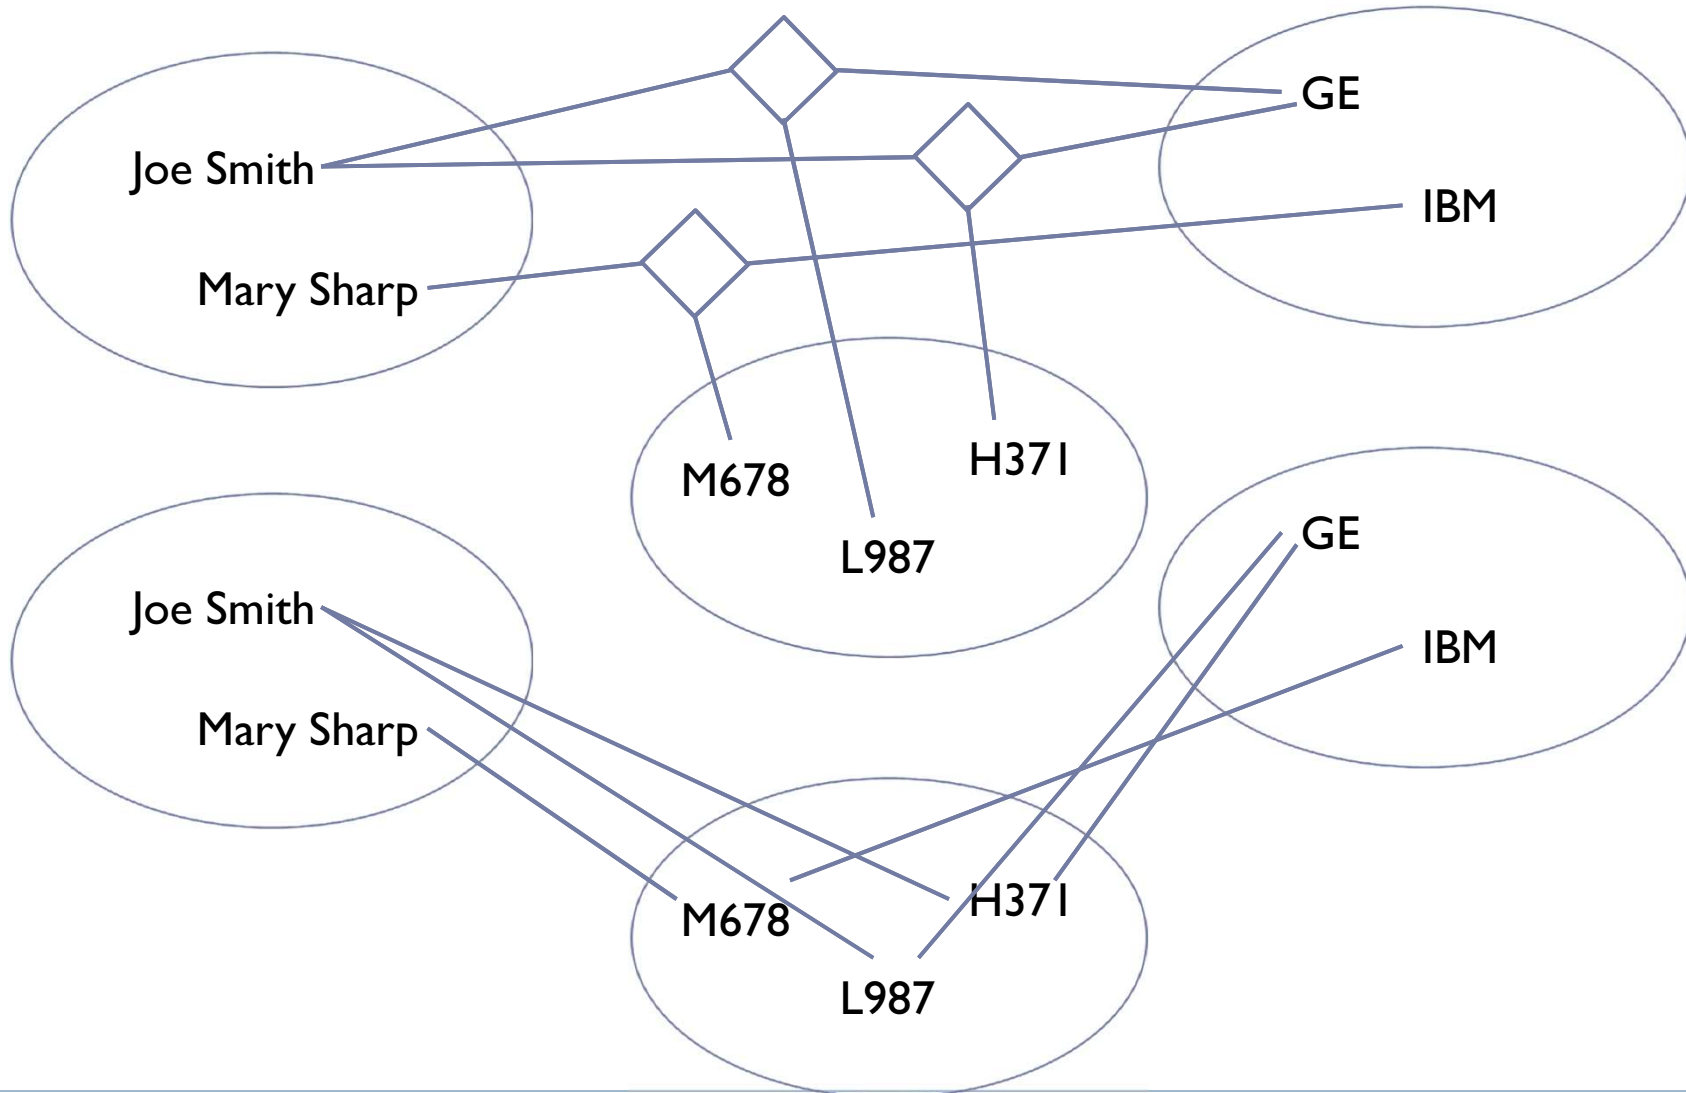 GE
Joe Smith
IBM
Mary Sharp
H371
M678
L987
GE
Joe Smith
IBM
Mary Sharp
H371
M678
L987